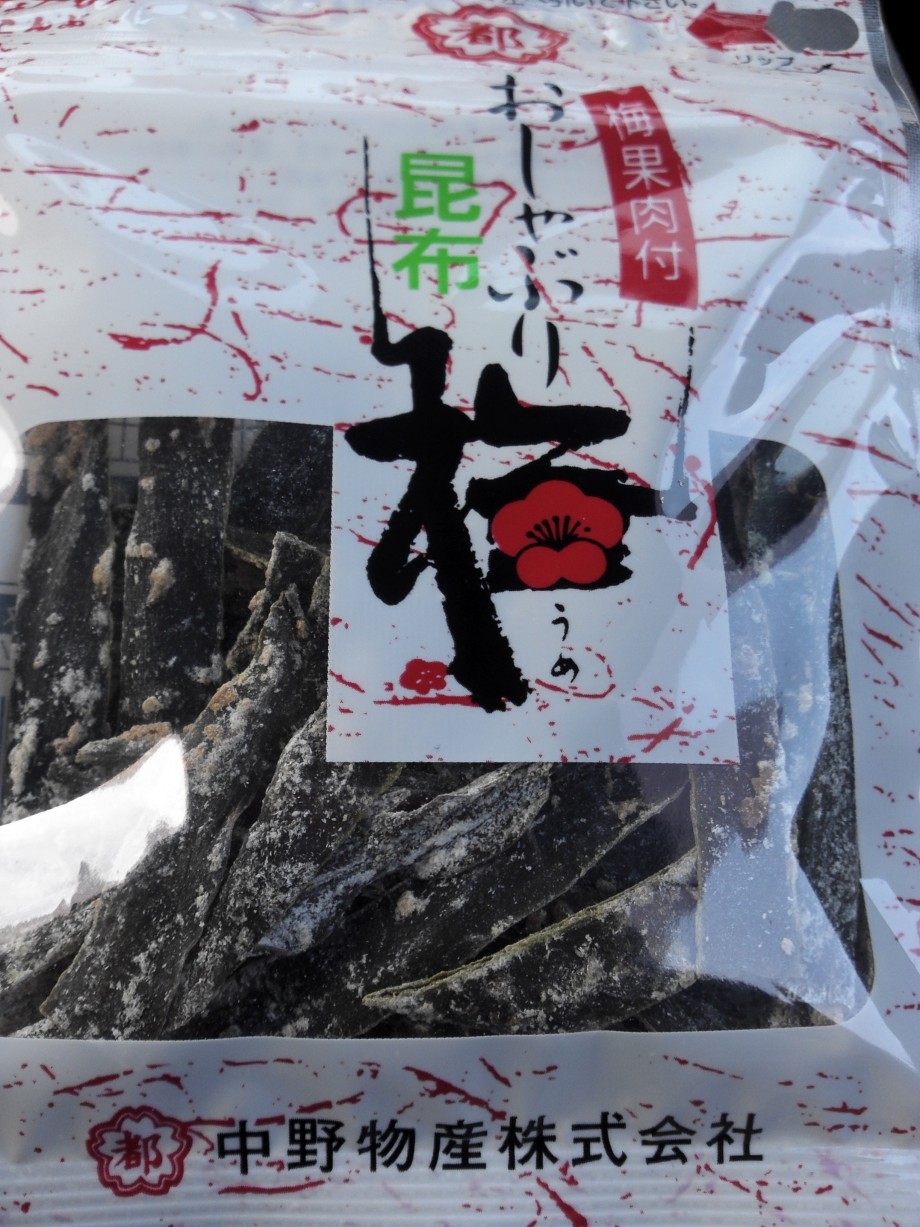 都
おしゃぶり
昆布
梅果肉付
梅
うめ
都
中野物産株式会社